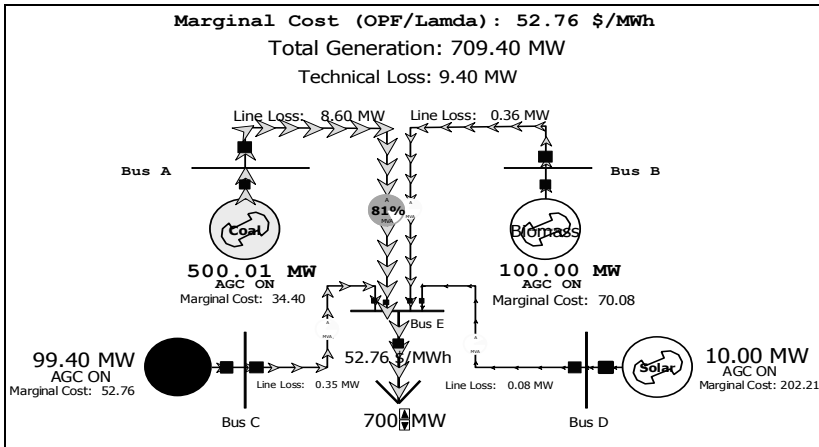 Marginal Cost (OPF/Lamda): 52.76 $/MWh
Total Generation: 709.40 MW
Technical Loss: 9.40 MW
Line Loss: 8.60 MW
Line Loss: 0.36 MW
Bus A
Bus B
A
81%
MVA
A
MVA
Coal
Biomass
500.01 MW
AGC ON
Marginal Cost: 34.40
100.00 MW
AGC ON
Marginal Cost: 70.08
Bus E
A
MVA
A
MVA
99.40 MW
AGC ON
Marginal Cost: 52.76
52.76 $/MWh
Solar
10.00 MW
AGC ON
Marginal Cost: 202.21
Line Loss: 0.35 MW
Line Loss: 0.08 MW
Bus C
700 MW
Bus D